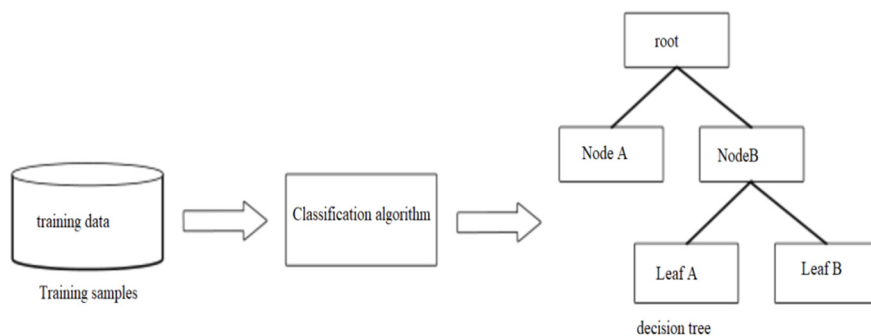 root
Node A
NodeB
training data
Classification algorithm
Leaf A
Leaf B
Training samples
decision tree